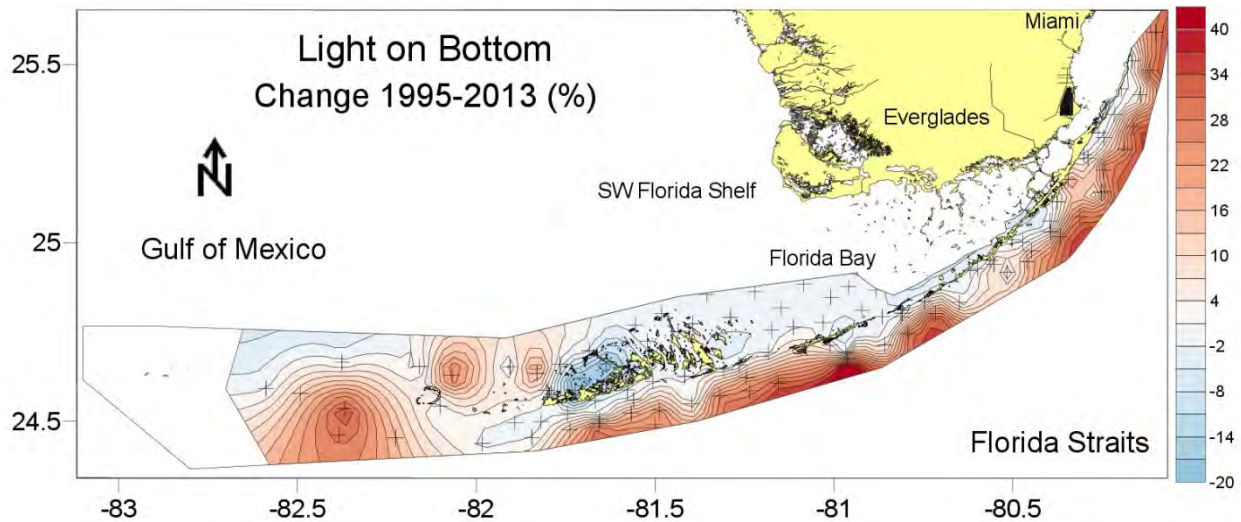 Light on Bottom
Change 1995-2013 (%)
Miami
Everglades
SW Florida Shelf
N
Gulf of Mexico
Florida Bay
Florida Straits
25.5
25
24.5
-83
-82.5
-82
-81.5
-81
-80.5
40
34
28
22
16
10
4
-2
-8
-14
-20